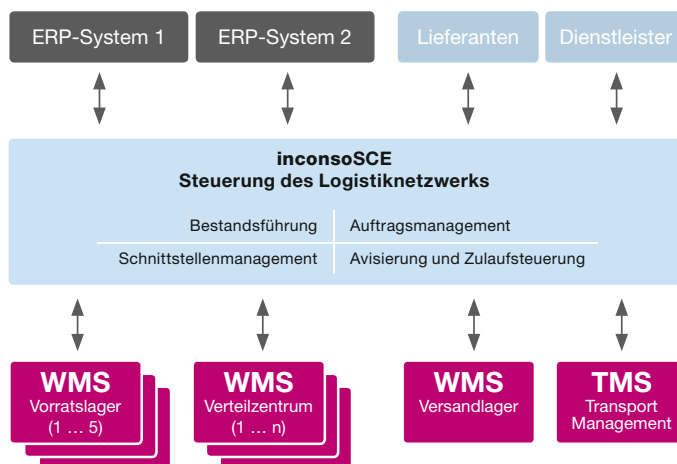 ERP-System 1
ERP-System 2
Lieferanten
Dienstleister
inconsoSCE
Steuerung des Logistiknetzwerks
Bestandsführung
Auftragsmanagement
Schnittstellenmanagement
Avisierung und Zulaufsteuerung
WMS
Vorratslager
(1 … 5)
WMS
Verteilzentrum
(1 … n)
WMS
Versandlager
TMS
Transport
Management